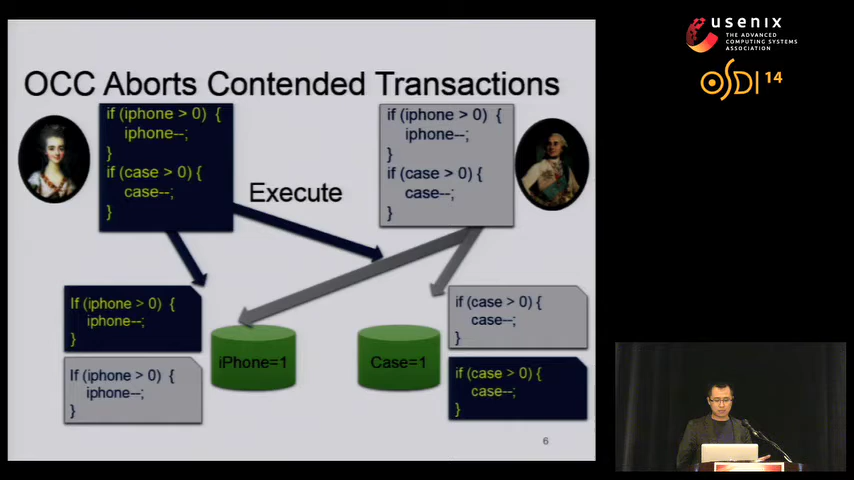 usenix
THE ADVANCED
COMPUTING SYSTEMS
ASSOCIATION
OSDI 14
OCC Aborts Contended Transactions
if (iphone > 0) {
iphone--;
}
if (case > 0) {
case--;
}
if (iphone > 0) {
iphone--;
}
if (case > 0) {
case--;
}
Execute
If (iphone > 0) {
iphone--;
}
If (iphone > 0) {
iphone--;
}
iPhone=1
Case=1
if (case > 0) {
case--;
}
if (case > 0) {
case--;
}
6